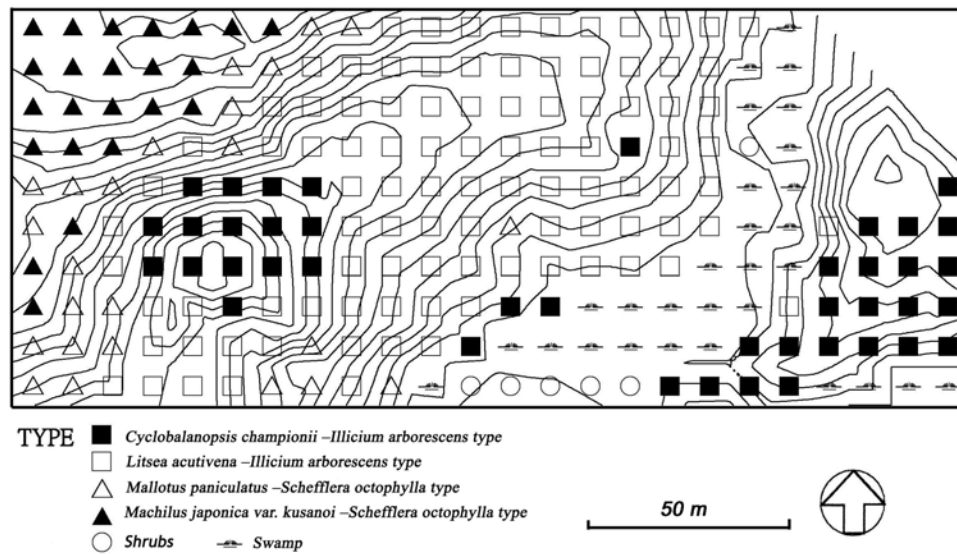 TYPE
Cyclobalanopsis championii –Illicium arborescens type
Litsea acutivena –Illicium arborescens type
Mallotus paniculatus –Schefflera octophylla type
Machilus japonica var. kusanoi –Schefflera octophylla type
Shrubs
Swamp
50 m